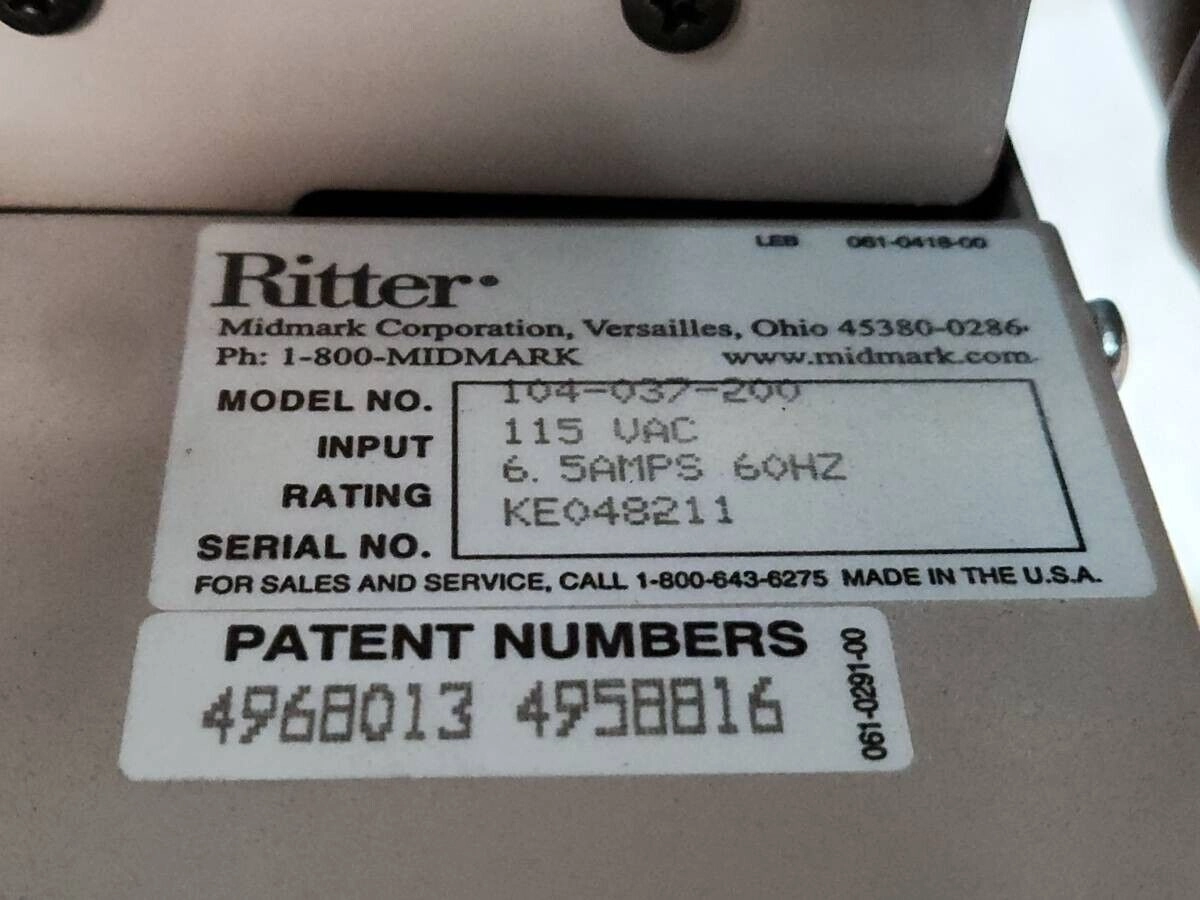 LEB 061-0418-00
Ritter
Midmark Corporation, Versailles, Ohio 45380-0286
Ph: 1-800-MIDMARK www.midmark.com
MODEL NO. 104-037-200
INPUT 115 VAC
RATING 6.5AMPS 60HZ
SERIAL NO. KE048211
FOR SALES AND SERVICE, CALL 1-800-643-6275 MADE IN THE U.S.A.
PATENT NUMBERS
4968013 4958816
061-0291-00